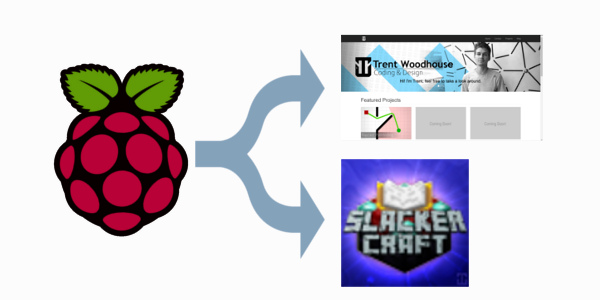 Trent Woodhouse
Coding & Design
Hi! I'm Trent, feel free to take a look around.
Featured Projects
Coming Soon
Coming Soon
SLACKER
CRAFT